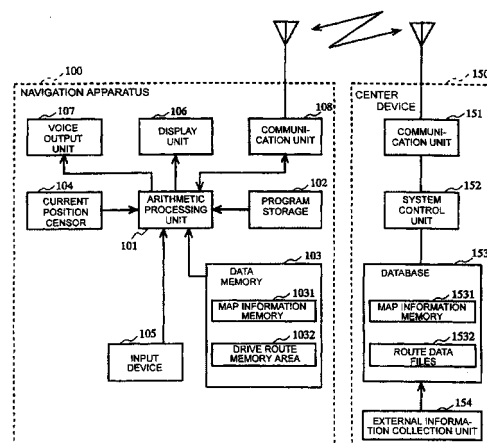 100
150
NAVIGATION APPARATUS
CENTER
DEVICE
107
VOICE
OUTPUT
UNIT
106
DISPLAY
UNIT
108
COMMUNI-
CATION UNIT
151
COMMUNI-
CATION UNIT
104
CURRENT
POSITION
CENSOR
ARITHMETIC
PROCESSING
UNIT
101
102
PROGRAM
STORAGE
152
SYSTEM
CONTROL
UNIT
103
DATA
MEMORY
1031
MAP INFORMATION
MEMORY
1032
DRIVE ROUTE
MEMORY AREA
105
INPUT
DEVICE
153
DATABASE
1531
MAP INFORMATION
MEMORY
1532
ROUTE DATA
FILES
154
EXTERNAL INFORMA-
TION COLLECTION UNIT